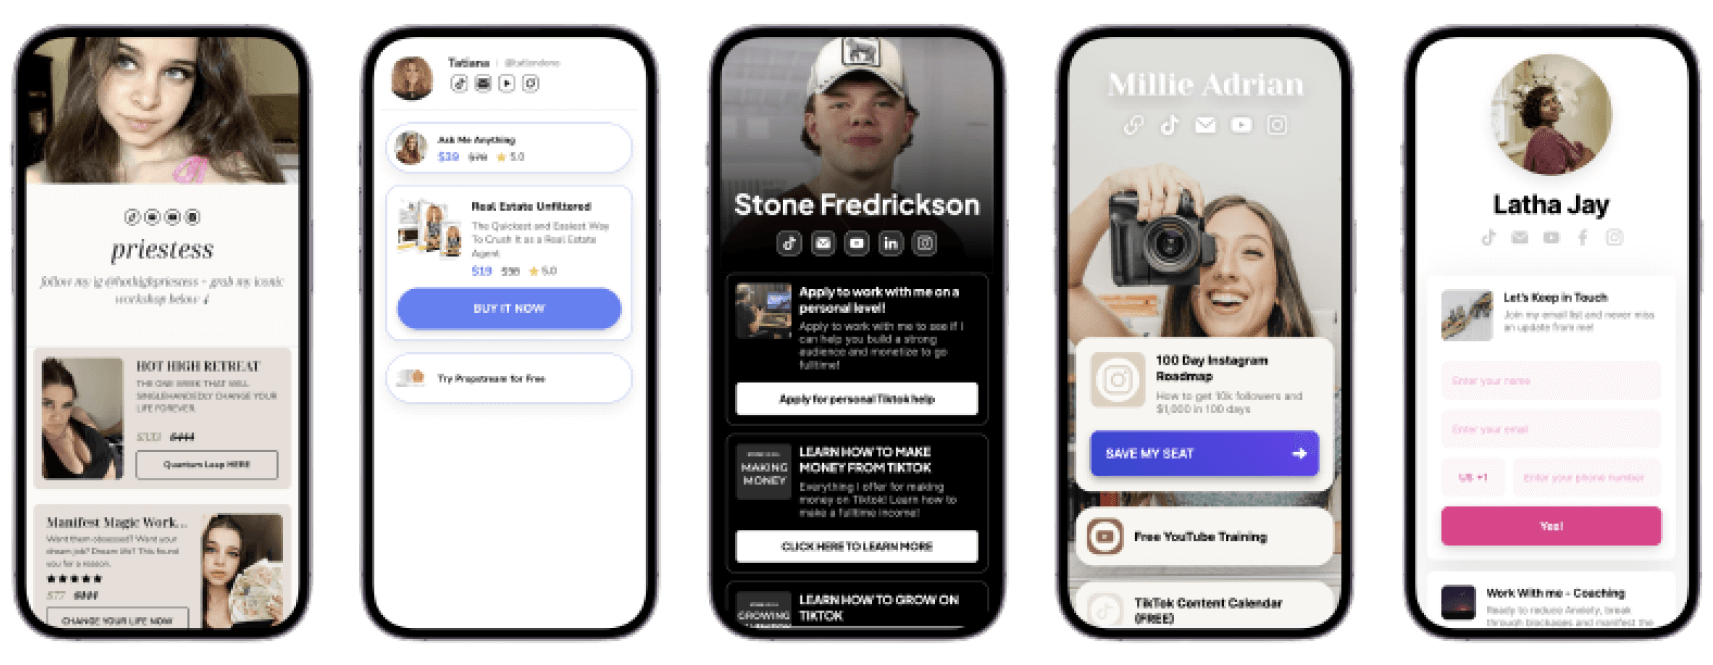 priestess
follow my ig @hothighpriestess + grab my iconic
workshop below
HOT HIGH RETREAT
THE ONE WEEK THAT WILL
SINGLEHANDEDLY CHANGE YOUR
LIFE FOREVER.
$333 $444
Quantum Leap HERE
Manifest Magic Work...
Want them obsessed? Want your
dream job? Dream life? This found
you for a reason.
$77
CHANGE YOUR LIFE NOW
Tatiana
Ask Me Anything
5.0
Real Estate Unfiltered
The Quickest and Easiest Way
To Crush It as a Real Estate
Agent
$19 5.0
BUY IT NOW
Try Propstream for Free
Stone Fredrickson
Apply to work with me on a
personal level!
Apply to work with me to see if I
can help you build a strong
audience and monetize to go
fulltime!
Apply for personal Tiktok help
MAKING
MONEY
LEARN HOW TO MAKE
MONEY FROM TIKTOK
Everything I offer for making
money on Tiktok! Learn how to
make a fulltime income!
CLICK HERE TO LEARN MORE
GROWING
LEARN HOW TO GROW ON
TIKTOK
Millie Adrian
100 Day Instagram
Roadmap
How to get 10k followers and
$1,000 in 100 days
SAVE MY SEAT
Free YouTube Training
TikTok Content Calendar
(FREE)
Latha Jay
Let's Keep in Touch
Join my email list and never miss
an update from me!
Enter your name
Enter your email
US +1 Enter your phone number
Yes!
Work With me - Coaching
Ready to reduce Anxiety, break
through blockages and manifest the